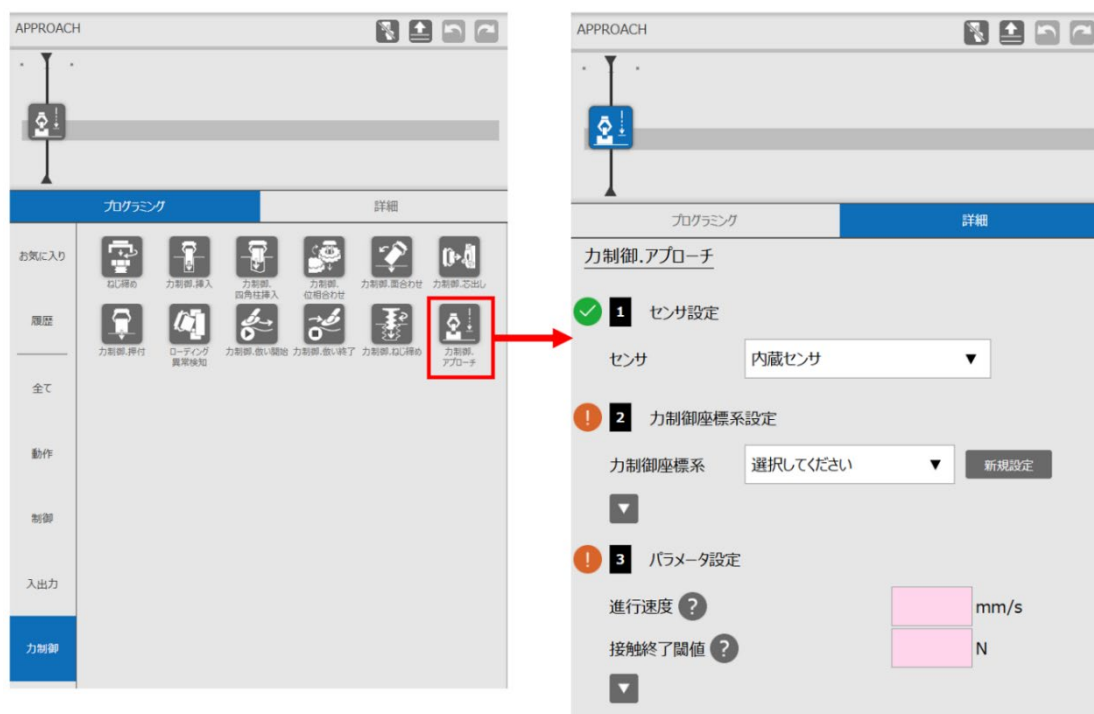 APPROACH
プログラミング
詳細
お気に入り
履歴
全て
動作
制御
入出力
力制御
ねじ締め
力制御.挿入
力制御.
四角柱挿入
力制御.
位相合わせ
力制御.面合わせ
力制御.芯出し
力制御.押付
ローディング
異常検知
力制御.倣い開始
力制御.倣い終了
力制御.ねじ締め
力制御.
アプローチ
APPROACH
プログラミング
詳細
力制御.アプローチ
1 センサ設定
センサ 内蔵センサ ▼
! 2 力制御座標系設定
力制御座標系 選択してください ▼ 新規設定
▼
! 3 パラメータ設定
進行速度 ? mm/s
接触終了閾値 ? N
▼